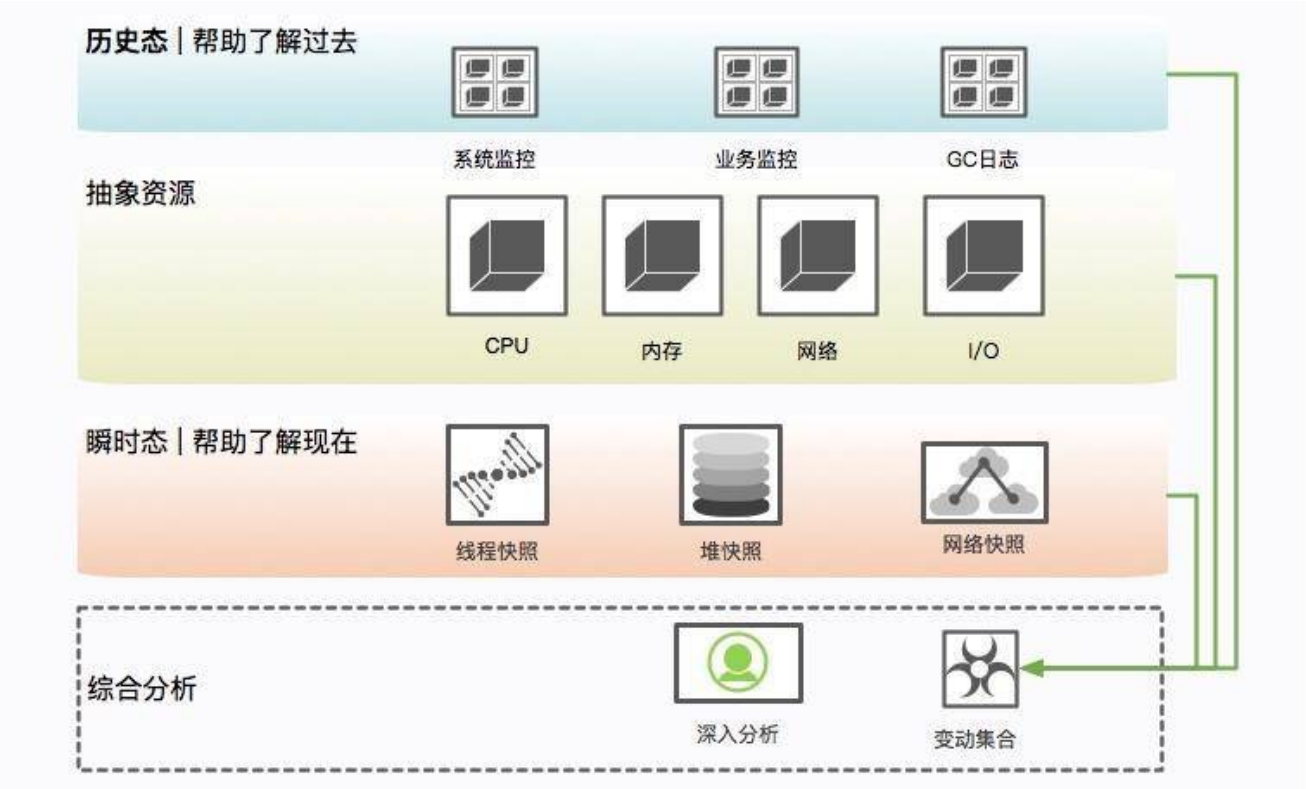 历史态 | 帮助了解过去
系统监控
业务监控
GC日志
抽象资源
CPU
内存
网络
I/O
瞬时态 | 帮助了解现在
线程快照
堆快照
网络快照
综合分析
深入分析
变动集合